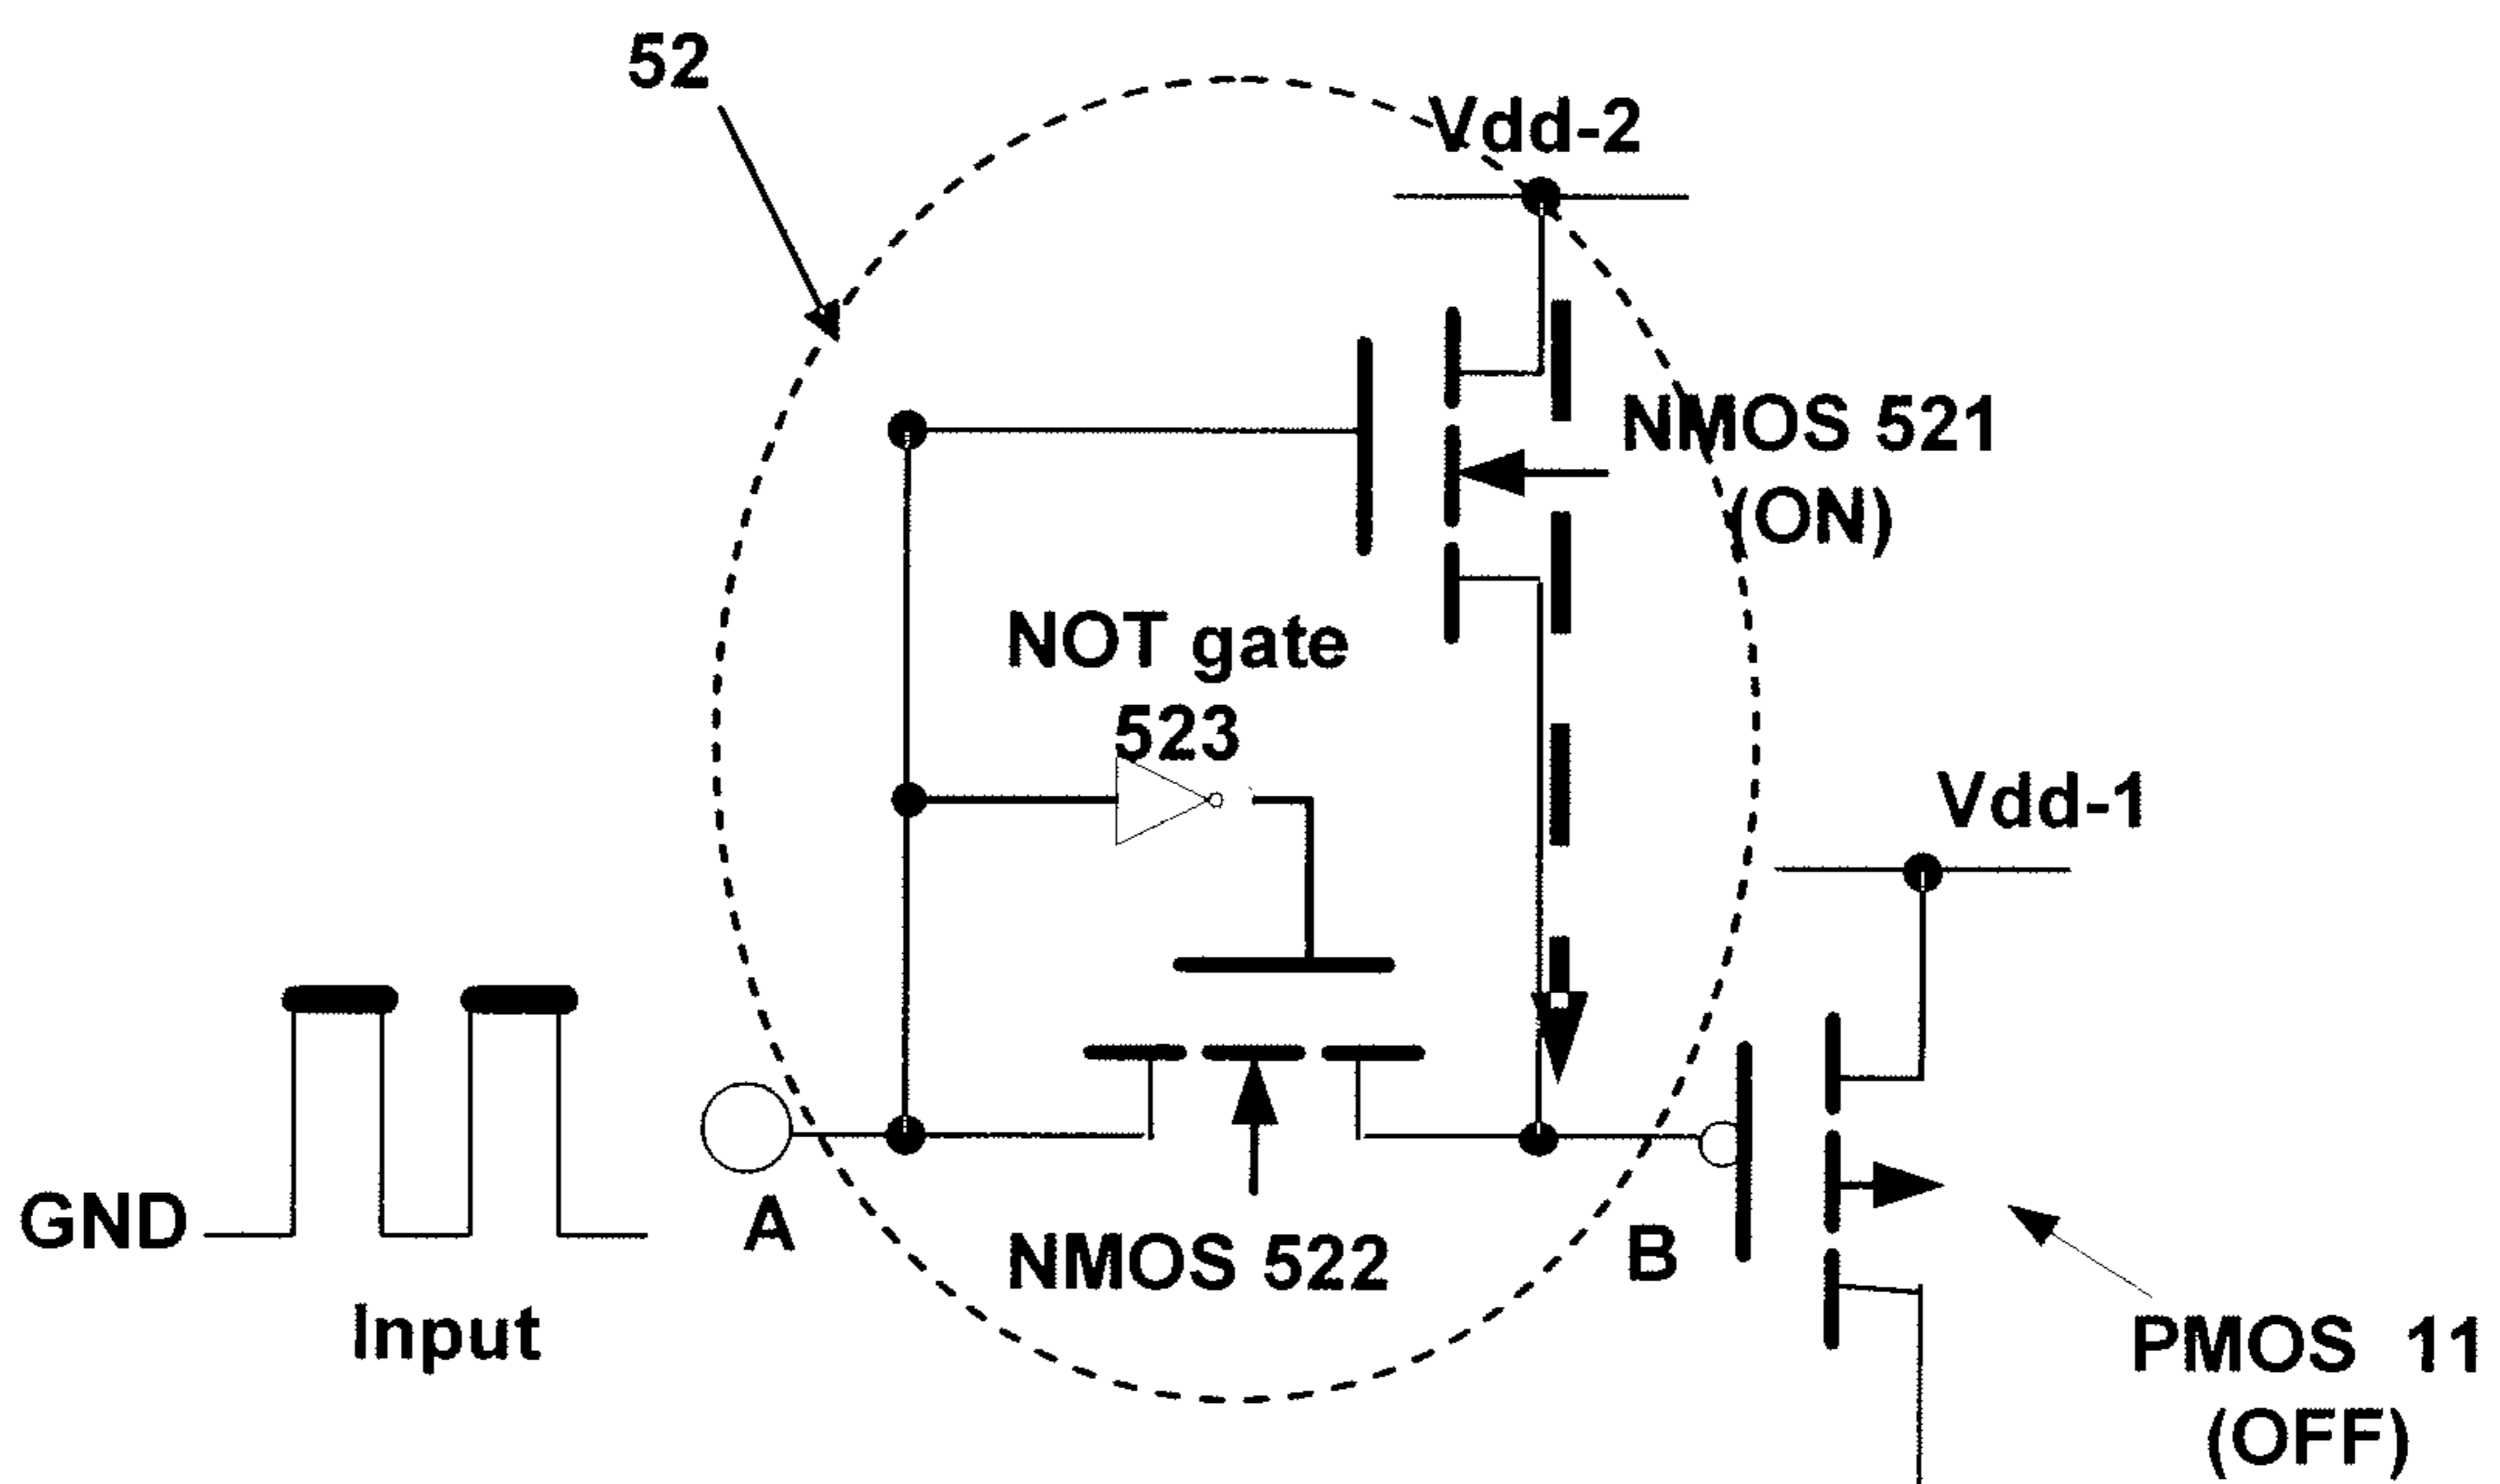 52
Vdd-2
NMOS 521
(ON)
NOT gate
523
Vdd-1
GND
A
NMOS 522
B
Input
PMOS 11
(OFF)